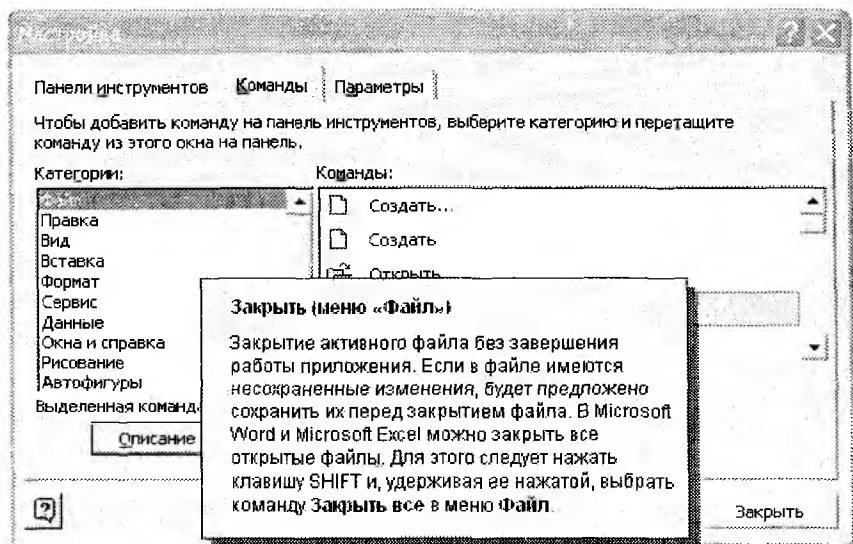 Настройка
Панели инструментов Команды Параметры
Чтобы добавить команду на панель инструментов, выберите категорию и перетащите
команду из этого окна на панель.
Категории: Команды:
Файл
Создать...
Правка
Создать
Вид
Вставка
Открыть
Формат
Сервис
Данные
Окна и справка
Рисование
Автофигуры
Закрыть (меню «Файл»)
Закрытие активного файла без завершения
работы приложения. Если в файле имеются
несохраненные изменения, будет предложено
сохранить их перед закрытием файла. В Microsoft
Word и Microsoft Excel можно закрыть все
открытые файлы. Для этого следует нажать
клавишу SHIFT и, удерживая ее нажатой, выбрать
команду Закрыть все в меню Файл.
Выделенная команд
Описание
Закрыть